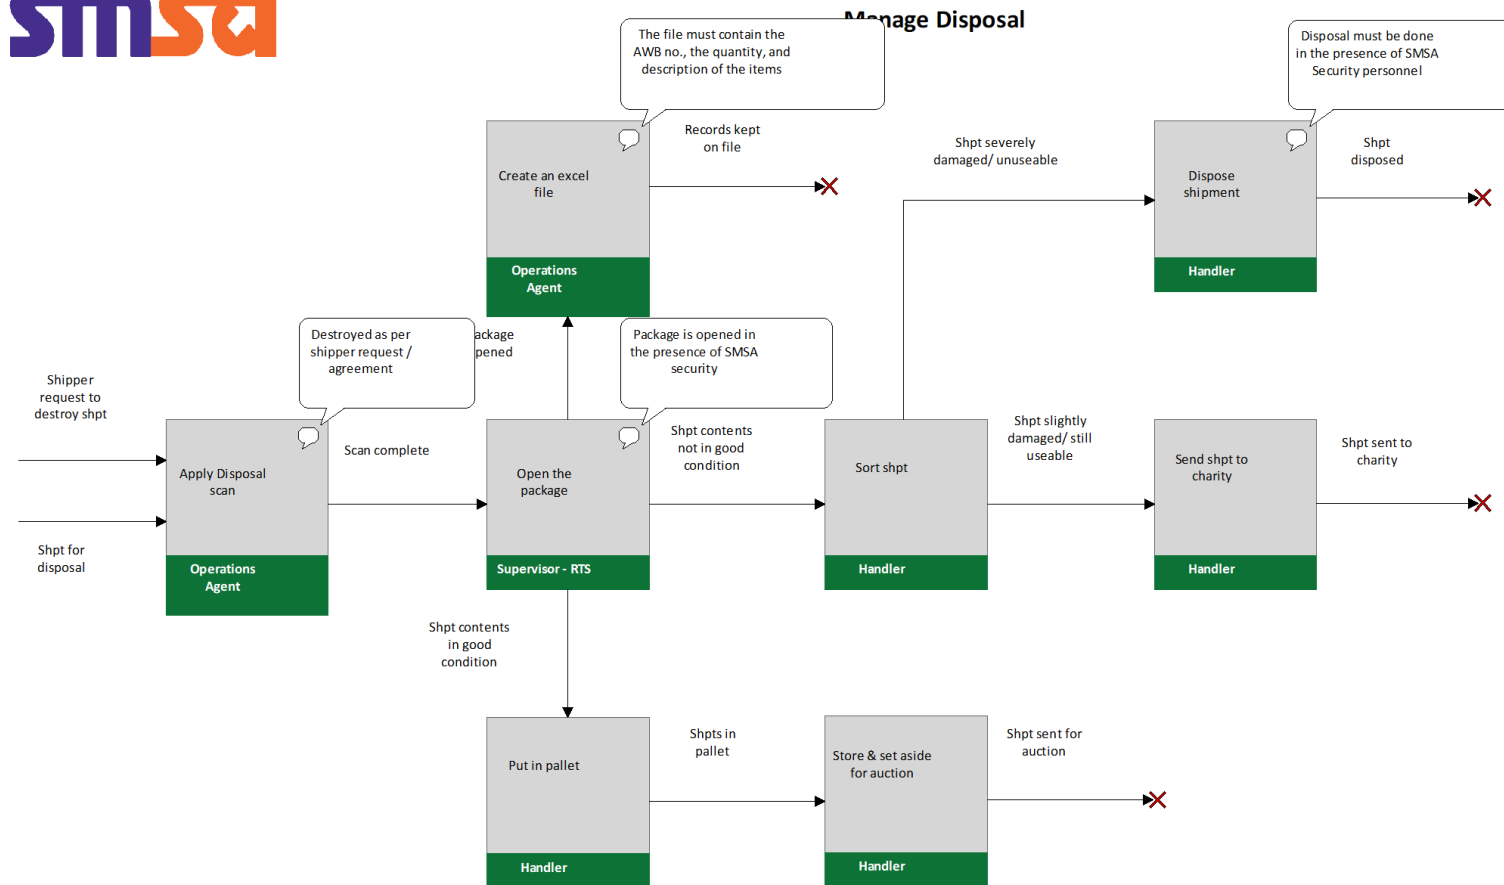 smsa
Manage Disposal
The file must contain the
AWB no., the quantity, and
description of the items
Disposal must be done
in the presence of SMSA
Security personnel
Create an excel
file
Operations
Agent
Records kept
on file
Shpt severely
damaged/ unuseable
Dispose
shipment
Handler
Shpt
disposed
Destroyed as per
shipper request /
agreement
ackage
pened
Package is opened in
the presence of SMSA
security
Shipper
request to
destroy shpt
Shpt for
disposal
Apply Disposal
scan
Operations
Agent
Scan complete
Open the
package
Supervisor - RTS
Shpt contents
not in good
condition
Sort shpt
Handler
Shpt slightly
damaged/ still
useable
Send shpt to
charity
Handler
Shpt sent to
charity
Shpt contents
in good
condition
Put in pallet
Handler
Shpts in
pallet
Store & set aside
for auction
Handler
Shpt sent for
auction